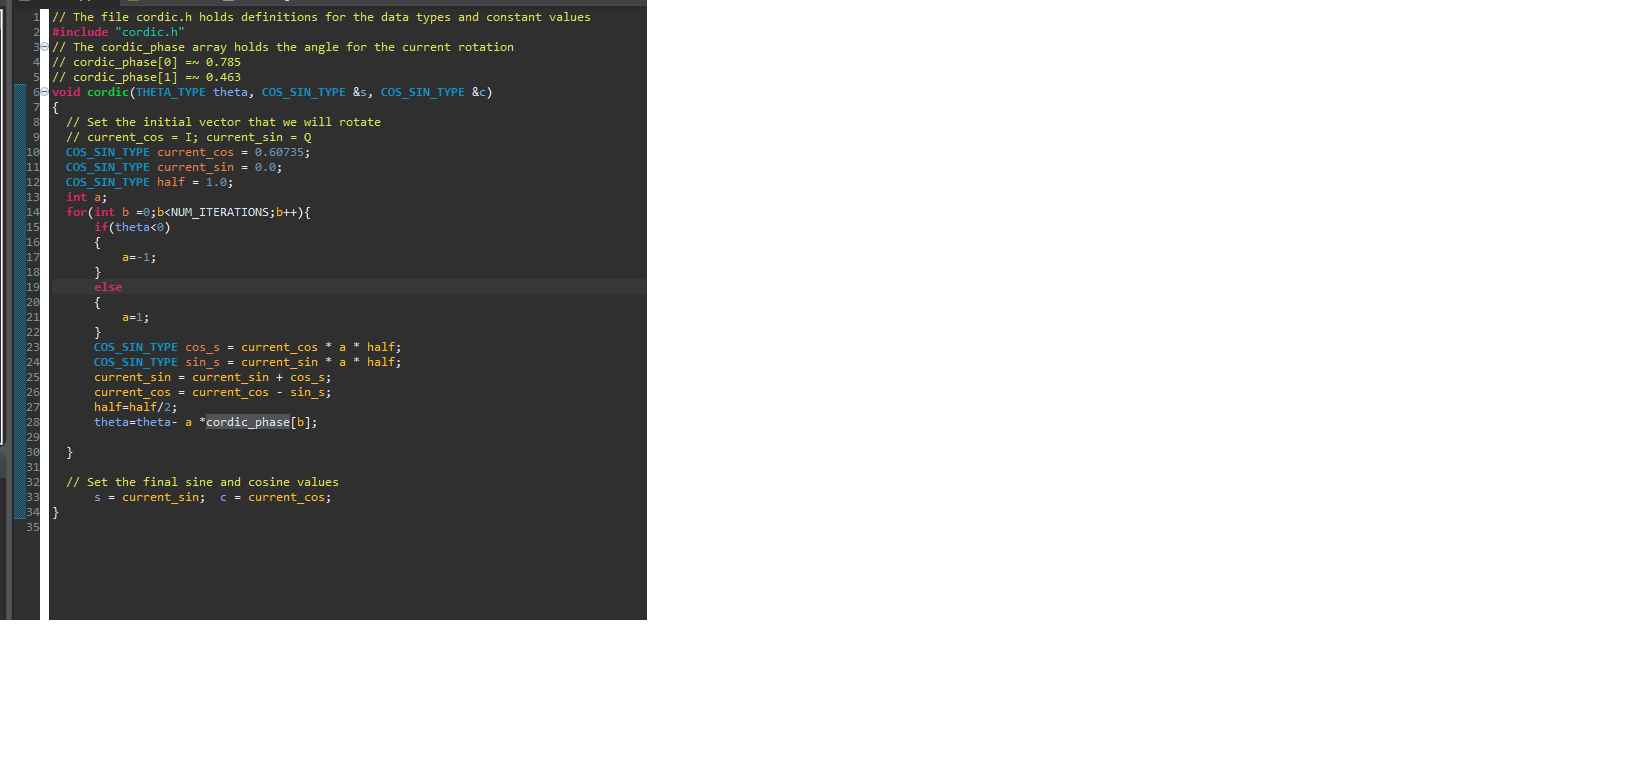 1 // The file cordic.h holds definitions for the data types and constant values
2 #include "cordic.h"
3 // The cordic_phase array holds the angle for the current rotation
4 // cordic_phase[0] =~ 0.785
5 // cordic_phase[1] =~ 0.463
6 void cordic(THETA_TYPE theta, COS_SIN_TYPE &s, COS_SIN_TYPE &c)
7 {
8 // Set the initial vector that we will rotate
9 // current_cos = I; current_sin = Q
10 COS_SIN_TYPE current_cos = 0.60735;
11 COS_SIN_TYPE current_sin = 0.0;
12 COS_SIN_TYPE half = 1.0;
13 int a;
14 for(int b =0;b<NUM_ITERATIONS;b++){
15 if(theta<0)
16 {
17 a=-1;
18 }
19 else
20 {
21 a=1;
22 }
23 COS_SIN_TYPE cos_s = current_cos * a * half;
24 COS_SIN_TYPE sin_s = current_sin * a * half;
25 current_sin = current_sin + cos_s;
26 current_cos = current_cos - sin_s;
27 half=half/2;
28 theta=theta- a *cordic_phase[b];
29
30 }
31
32 // Set the final sine and cosine values
33 s = current_sin; c = current_cos;
34 }
35